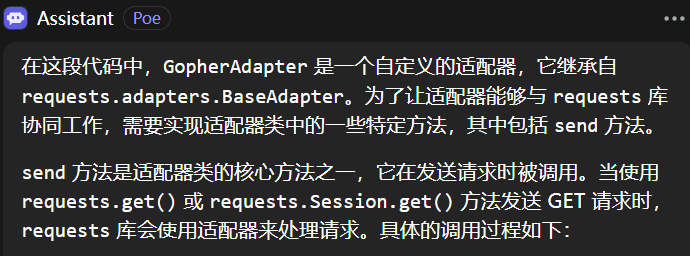 Assistant Poe
在这段代码中，GopherAdapter 是一个自定义的适配器，它继承自
requests.adapters.BaseAdapter。为了让适配器能够与 requests 库
协同工作，需要实现适配器类中的一些特定方法，其中包括 send 方法。
send 方法是适配器类的核心方法之一，它在发送请求时被调用。当使用
requests.get() 或 requests.Session.get() 方法发送 GET 请求时，
requests 库会使用适配器来处理请求。具体的调用过程如下：